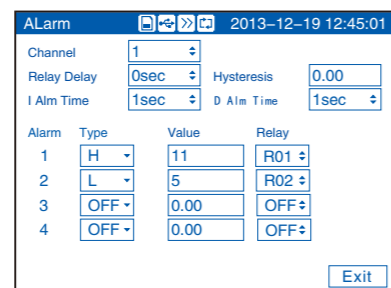 ALarm 2013-12-19 12:45:01
Channel 1
Relay Delay 0sec Hysteresis 0.00
I Alm Time 1sec D Alm Time 1sec
Alarm Type Value Relay
1 H 11 R01
2 L 5 R02
3 OFF 0.00 OFF
4 OFF 0.00 OFF
Exit